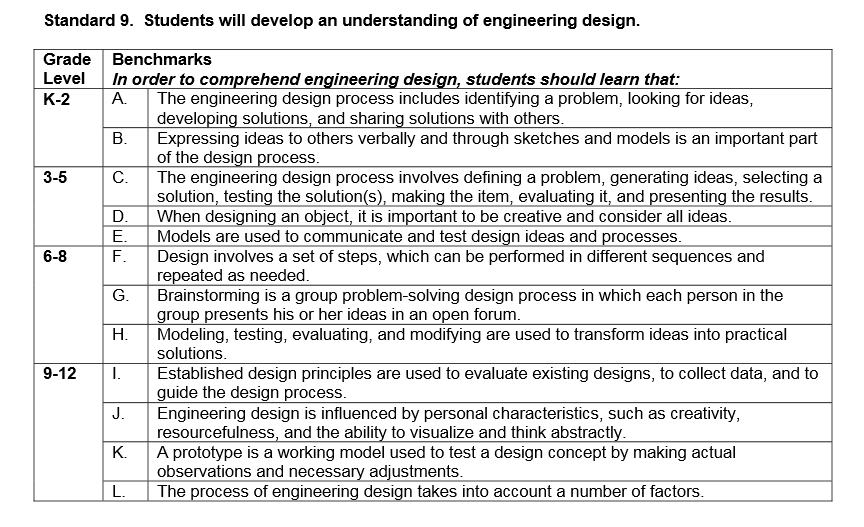 Standard 9. Students will develop an understanding of engineering design.
Grade Level
Benchmarks
In order to comprehend engineering design, students should learn that:
K-2
A. The engineering design process includes identifying a problem, looking for ideas,
developing solutions, and sharing solutions with others.
B. Expressing ideas to others verbally and through sketches and models is an important part
of the design process.
3-5
C. The engineering design process involves defining a problem, generating ideas, selecting a
solution, testing the solution(s), making the item, evaluating it, and presenting the results.
D. When designing an object, it is important to be creative and consider all ideas.
E. Models are used to communicate and test design ideas and processes.
6-8
F. Design involves a set of steps, which can be performed in different sequences and
repeated as needed.
G. Brainstorming is a group problem-solving design process in which each person in the
group presents his or her ideas in an open forum.
H. Modeling, testing, evaluating, and modifying are used to transform ideas into practical
solutions.
9-12
I. Established design principles are used to evaluate existing designs, to collect data, and to
guide the design process.
J. Engineering design is influenced by personal characteristics, such as creativity,
resourcefulness, and the ability to visualize and think abstractly.
K. A prototype is a working model used to test a design concept by making actual
observations and necessary adjustments.
L. The process of engineering design takes into account a number of factors.